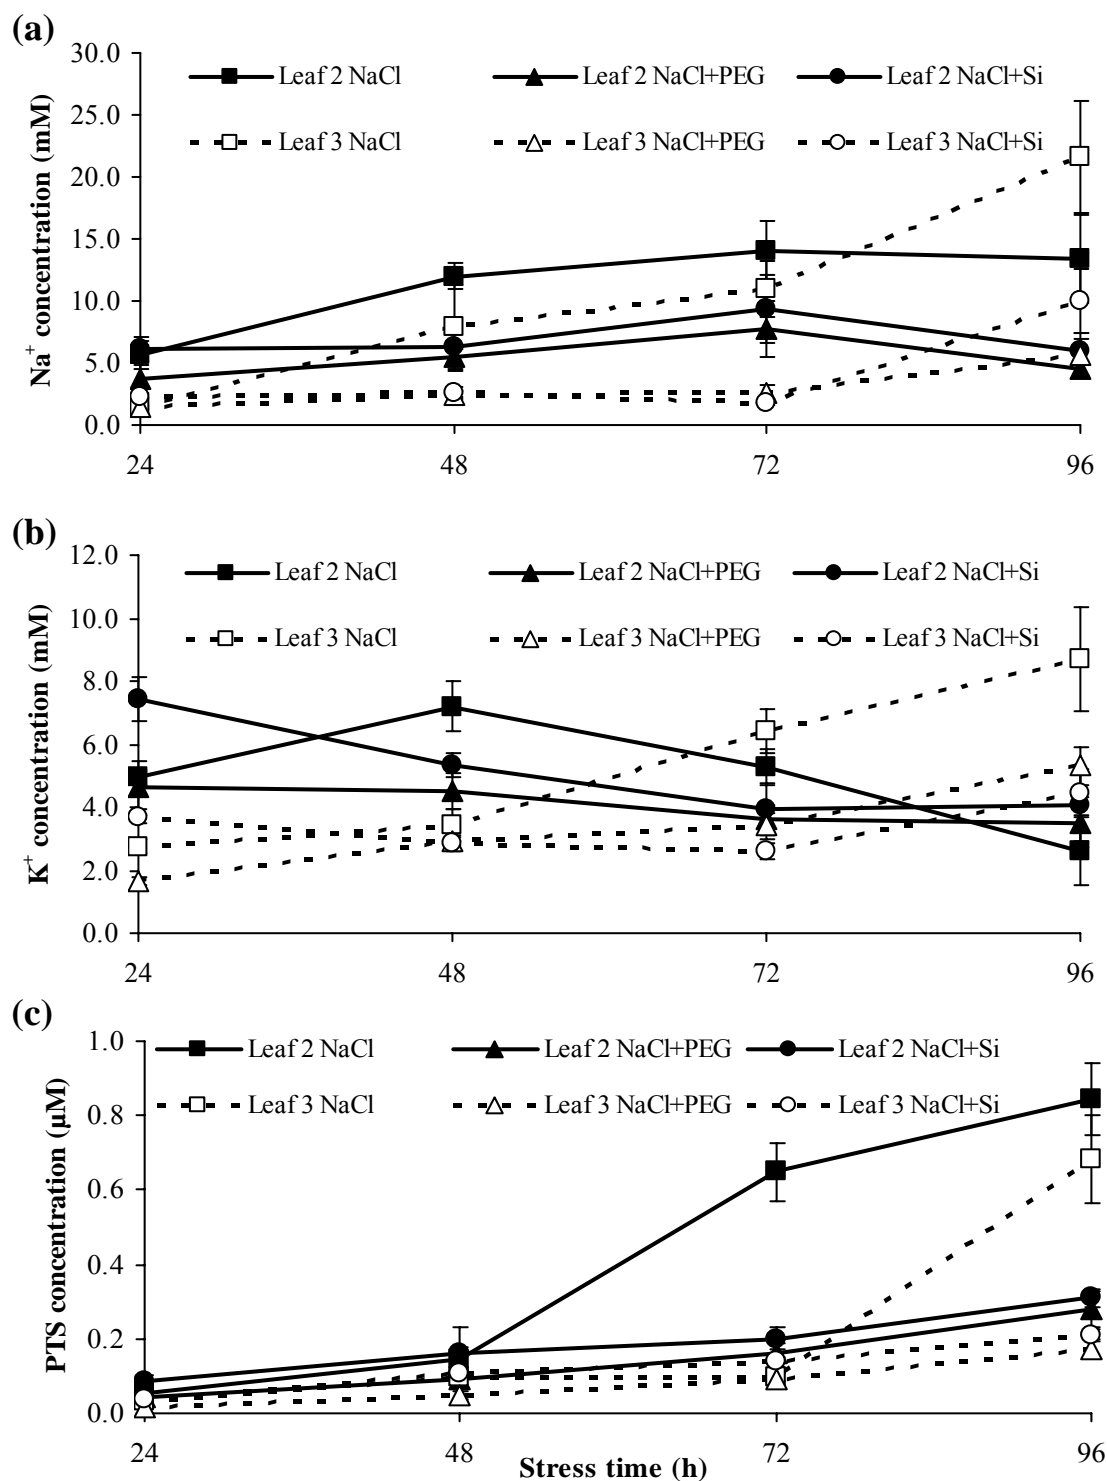 (a)
30.0
Leaf 2 NaCl
Leaf 2 NaCl+PEG
Leaf 2 NaCl+Si
25.0
Leaf 3 NaCl
Leaf 3 NaCl+PEG
Leaf 3 NaCl+Si
20.0
15.0
10.0
5.0
0.0
Na+ concentration (mM)
24
48
72
96
(b)
12.0
Leaf 2 NaCl
Leaf 2 NaCl+PEG
Leaf 2 NaCl+Si
10.0
Leaf 3 NaCl
Leaf 3 NaCl+PEG
Leaf 3 NaCl+Si
8.0
6.0
4.0
2.0
0.0
K+ concentration (mM)
24
48
72
96
(c)
1.0
Leaf 2 NaCl
Leaf 2 NaCl+PEG
Leaf 2 NaCl+Si
Leaf 3 NaCl
Leaf 3 NaCl+PEG
Leaf 3 NaCl+Si
0.8
0.6
0.4
0.2
0.0
PTS concentration (µM)
24
48
72
96
Stress time (h)